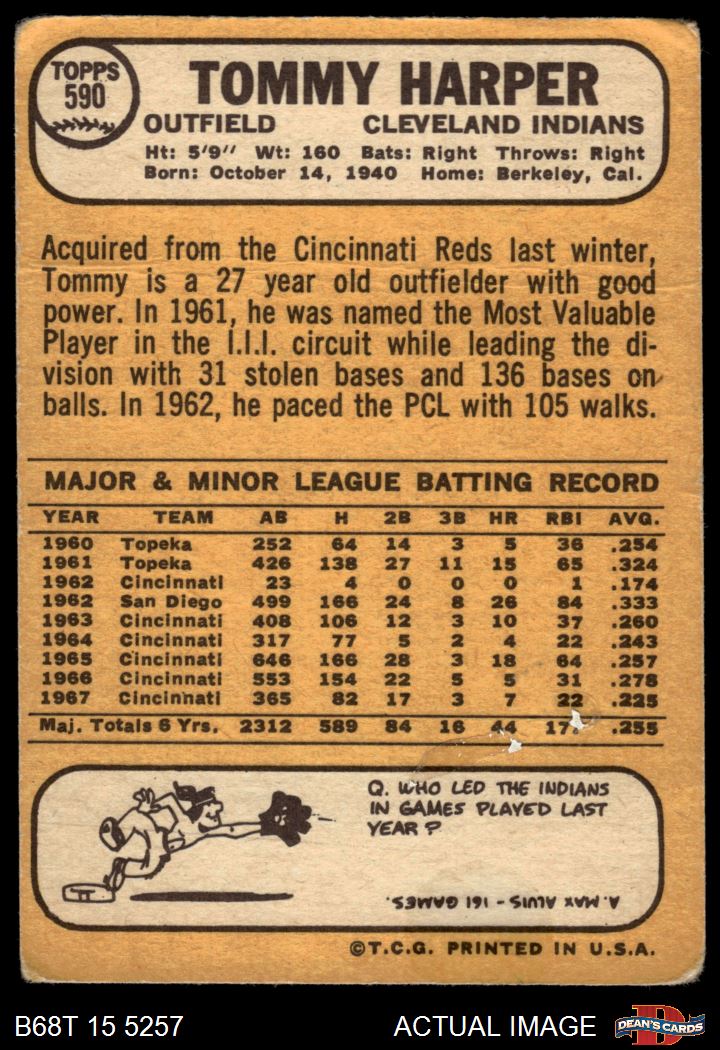 TOPPS
590
TOMMY HARPER
OUTFIELD CLEVELAND INDIANS
Ht: 5'9" Wt: 160 Bats: Right Throws: Right
Born: October 14, 1940 Home: Berkeley, Cal.
Acquired from the Cincinnati Reds last winter,
Tommy is a 27 year old outfielder with good
power. In 1961, he was named the Most Valuable
Player in the I.I.I. circuit while leading the di-
vision with 31 stolen bases and 136 bases on
balls. In 1962, he paced the PCL with 105 walks.
MAJOR & MINOR LEAGUE BATTING RECORD
YEAR TEAM AB H 2B 3B HR RBI AVG.
1960 Topeka 252 64 14 3 5 36 .254
1961 Topeka 426 138 27 11 15 65 .324
1962 Cincinnati 23 4 0 0 0 1 .174
1962 San Diego 499 166 24 8 26 84 .333
1963 Cincinnati 408 106 12 3 10 37 .260
1964 Cincinnati 317 77 5 2 4 22 .243
1965 Cincinnati 646 166 28 3 18 64 .257
1966 Cincinnati 553 154 22 5 5 31 .278
1967 Cincinnati 365 82 17 3 7 22 .225
Maj. Totals 6 Yrs. 2312 589 84 16 44 .255
Q. WHO LED THE INDIANS
IN GAMES PLAYED LAST
YEAR?
A. MAX ALVIS - 161 GAMES.
©T.C.G. PRINTED IN U.S.A.
B68T 15 5257 ACTUAL IMAGE
DEAN'S CARDS